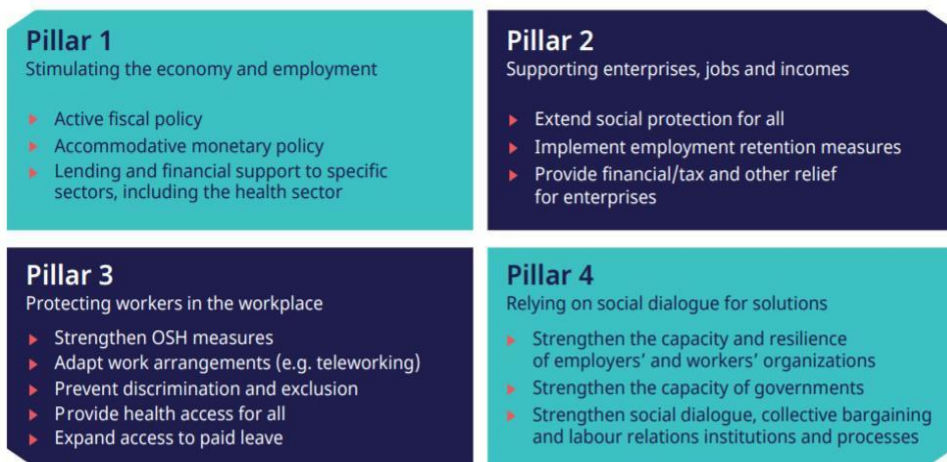 Pillar 1
Stimulating the economy and employment
Active fiscal policy
Accommodative monetary policy
Lending and financial support to specific
sectors, including the health sector
Pillar 2
Supporting enterprises, jobs and incomes
Extend social protection for all
Implement employment retention measures
Provide financial/tax and other relief
for enterprises
Pillar 3
Protecting workers in the workplace
Strengthen OSH measures
Adapt work arrangements (e.g. teleworking)
Prevent discrimination and exclusion
Provide health access for all
Expand access to paid leave
Pillar 4
Relying on social dialogue for solutions
Strengthen the capacity and resilience
of employers’ and workers’ organizations
Strengthen the capacity of governments
Strengthen social dialogue, collective bargaining
and labour relations institutions and processes